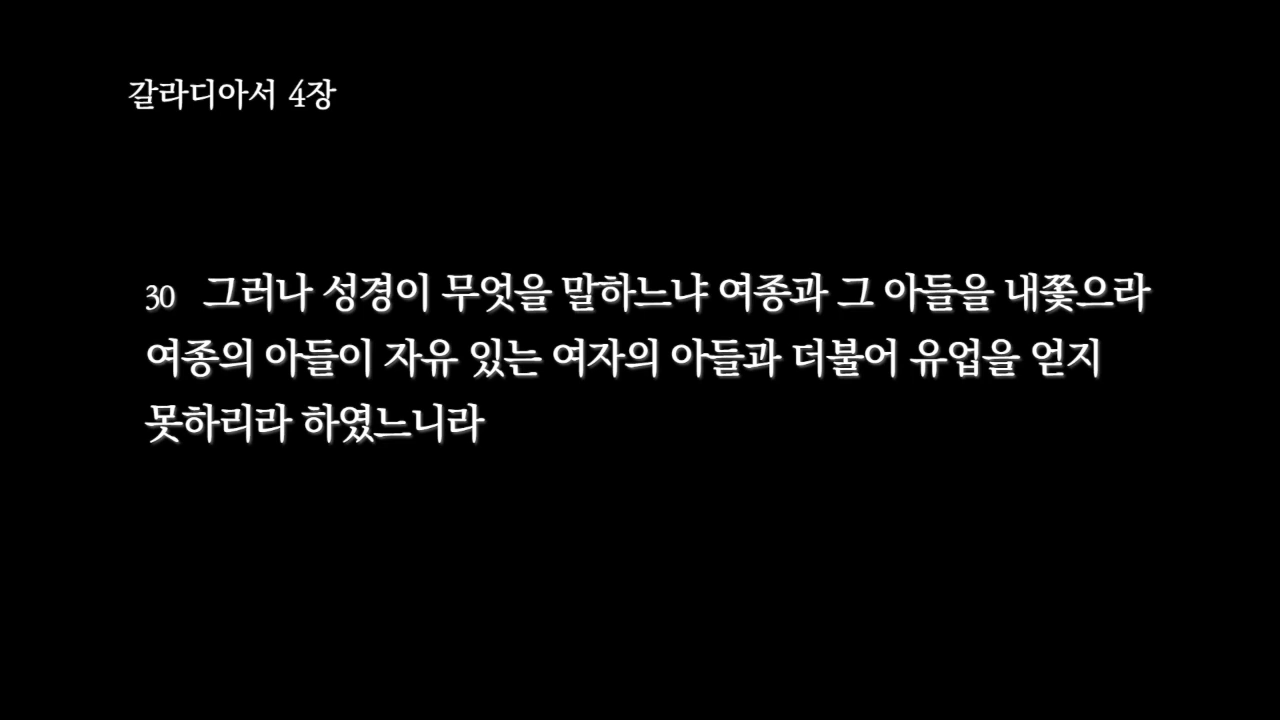 갈라디아서 4장
30 그러나 성경이 무엇을 말하느냐 여종과 그 아들을 내쫓으라
여종의 아들이 자유 있는 여자의 아들과 더불어 유업을 얻지
못하리라 하였느니라